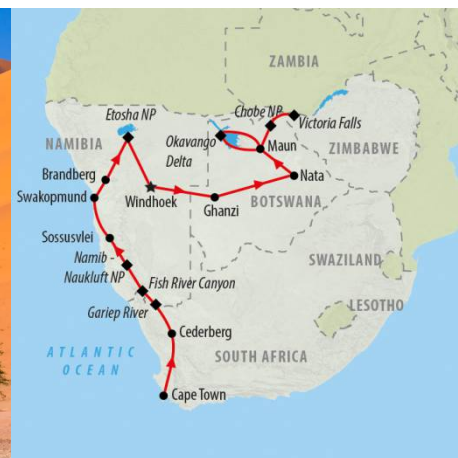 ZAMBIA
Etosha NP
Chobe NP
Victoria Falls
NAMIBIA
Okavango
Delta
Maun
ZIMBABWE
Brandberg
Nata
Swakopmund
Windhoek
Ghanzi
BOTSWANA
Sossusvlei
Namib -
Naukluft NP
SWAZILAND
Fish River Canyon
Gariep River
LESOTHO
Cederberg
ATLANTIC
OCEAN
SOUTH AFRICA
Cape Town